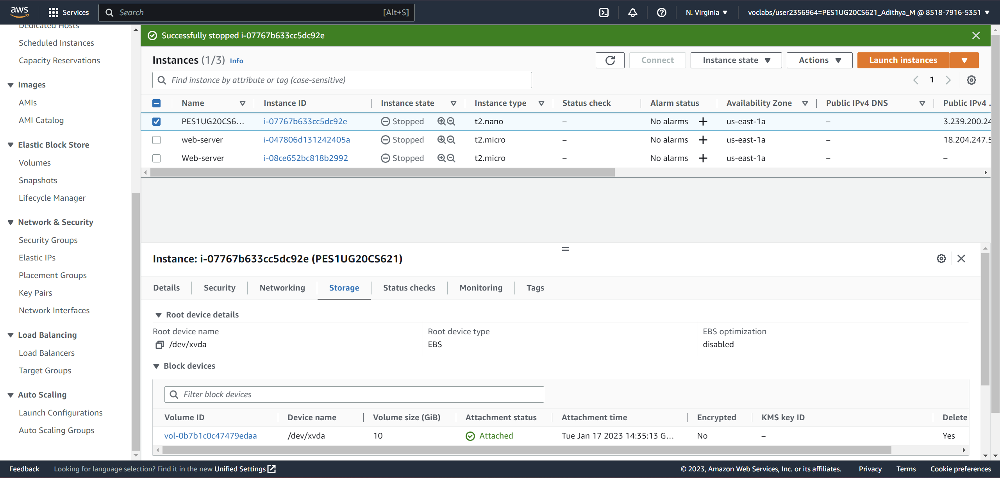 aws Services Search [Alt+S] N. Virginia voclabs/user2356964=PES1UG20CS621_Adithya_M @ 8518-7916-5351
Dedicated Hosts
Scheduled Instances
Capacity Reservations
Images
AMIs
AMI Catalog
Elastic Block Store
Volumes
Snapshots
Lifecycle Manager
Network & Security
Security Groups
Elastic IPs
Placement Groups
Key Pairs
Network Interfaces
Load Balancing
Load Balancers
Target Groups
Auto Scaling
Launch Configurations
Auto Scaling Groups
Successfully stopped i-07767b633cc5dc92e
Instances (1/3) Info Connect Instance state Actions Launch instances
Find instance by attribute or tag (case-sensitive) 1
Name Instance ID Instance state Instance type Status check Alarm status Availability Zone Public IPv4 DNS Public IPv4 .
PES1UG20CS6... i-07767b633cc5dc92e Stopped t2.nano – No alarms us-east-1a – 3.239.200.24
web-server i-047806d131242405a Stopped t2.micro – No alarms us-east-1a – 18.204.247.5
Web-server i-08ce652bc818b2992 Stopped t2.micro – No alarms us-east-1a – –
Instance: i-07767b633cc5dc92e (PES1UG20CS621)
Details Security Networking Storage Status checks Monitoring Tags
Root device details
Root device name Root device type EBS optimization
/dev/xvda EBS disabled
Block devices
Filter block devices
Volume ID Device name Volume size (GiB) Attachment status Attachment time Encrypted KMS key ID Delete
vol-0b7b1c0c47479edaa /dev/xvda 10 Attached Tue Jan 17 2023 14:35:13 G... No – Yes
Feedback Looking for language selection? Find it in the new Unified Settings © 2023, Amazon Web Services, Inc. or its affiliates. Privacy Terms Cookie preferences